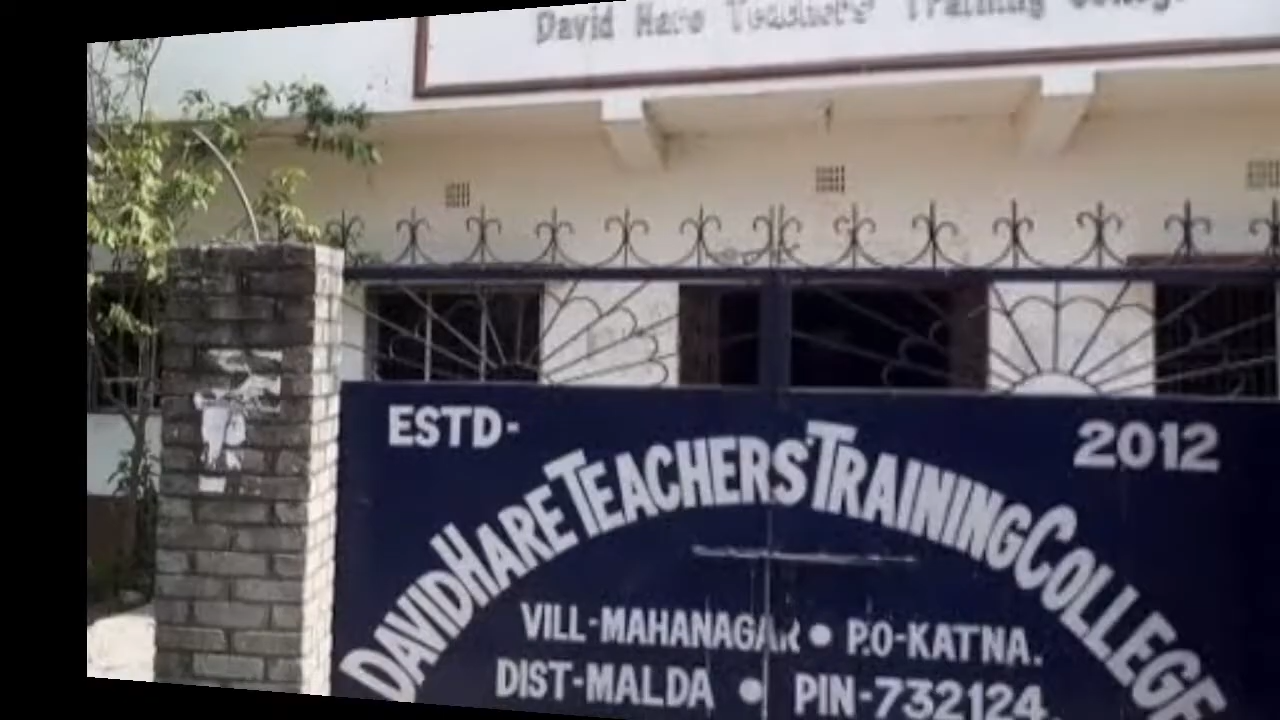 David Hare Teachers' Training College
ESTD- 2012
DAVID HARE TEACHERS' TRAINING COLLEGE
VILL-MAHANAGAR ● P.O-KATNA.
DIST-MALDA ● PIN-732124.